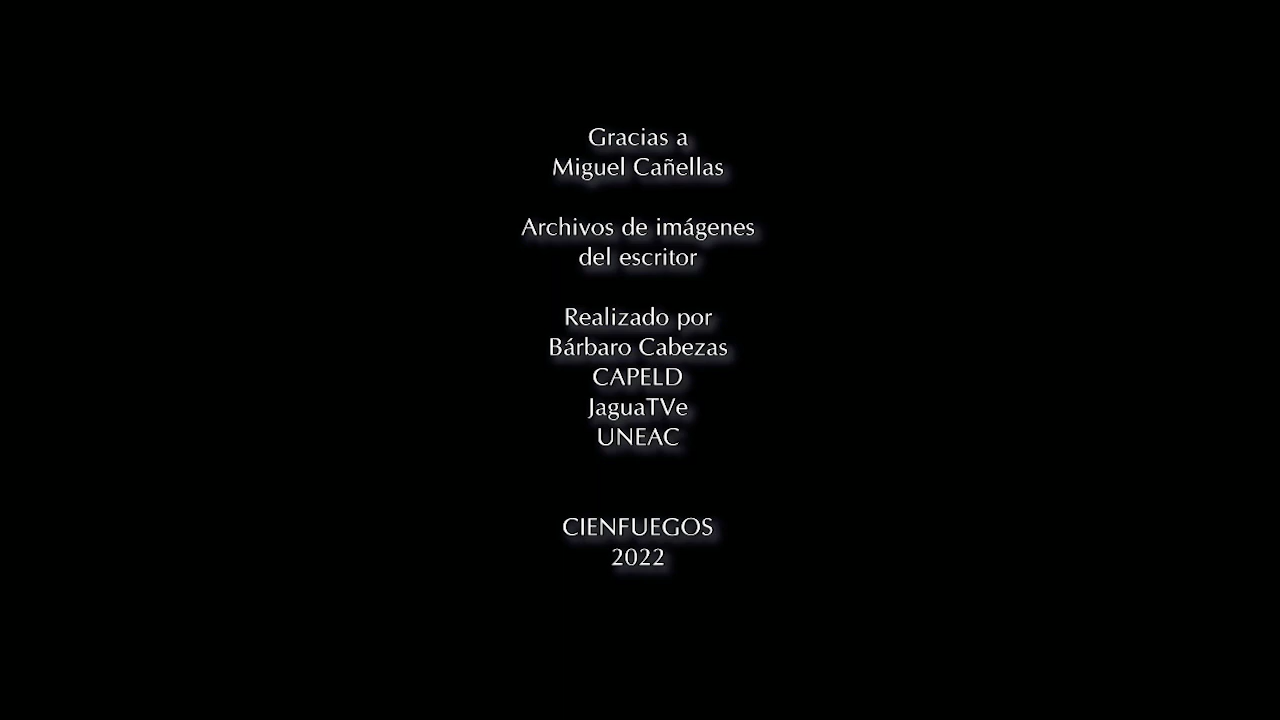 Gracias a
Miguel Cañellas
Archivos de imágenes
del escritor
Realizado por
Bárbaro Cabezas
CAPELD
JaguaTVe
UNEAC
CIENFUEGOS
2022